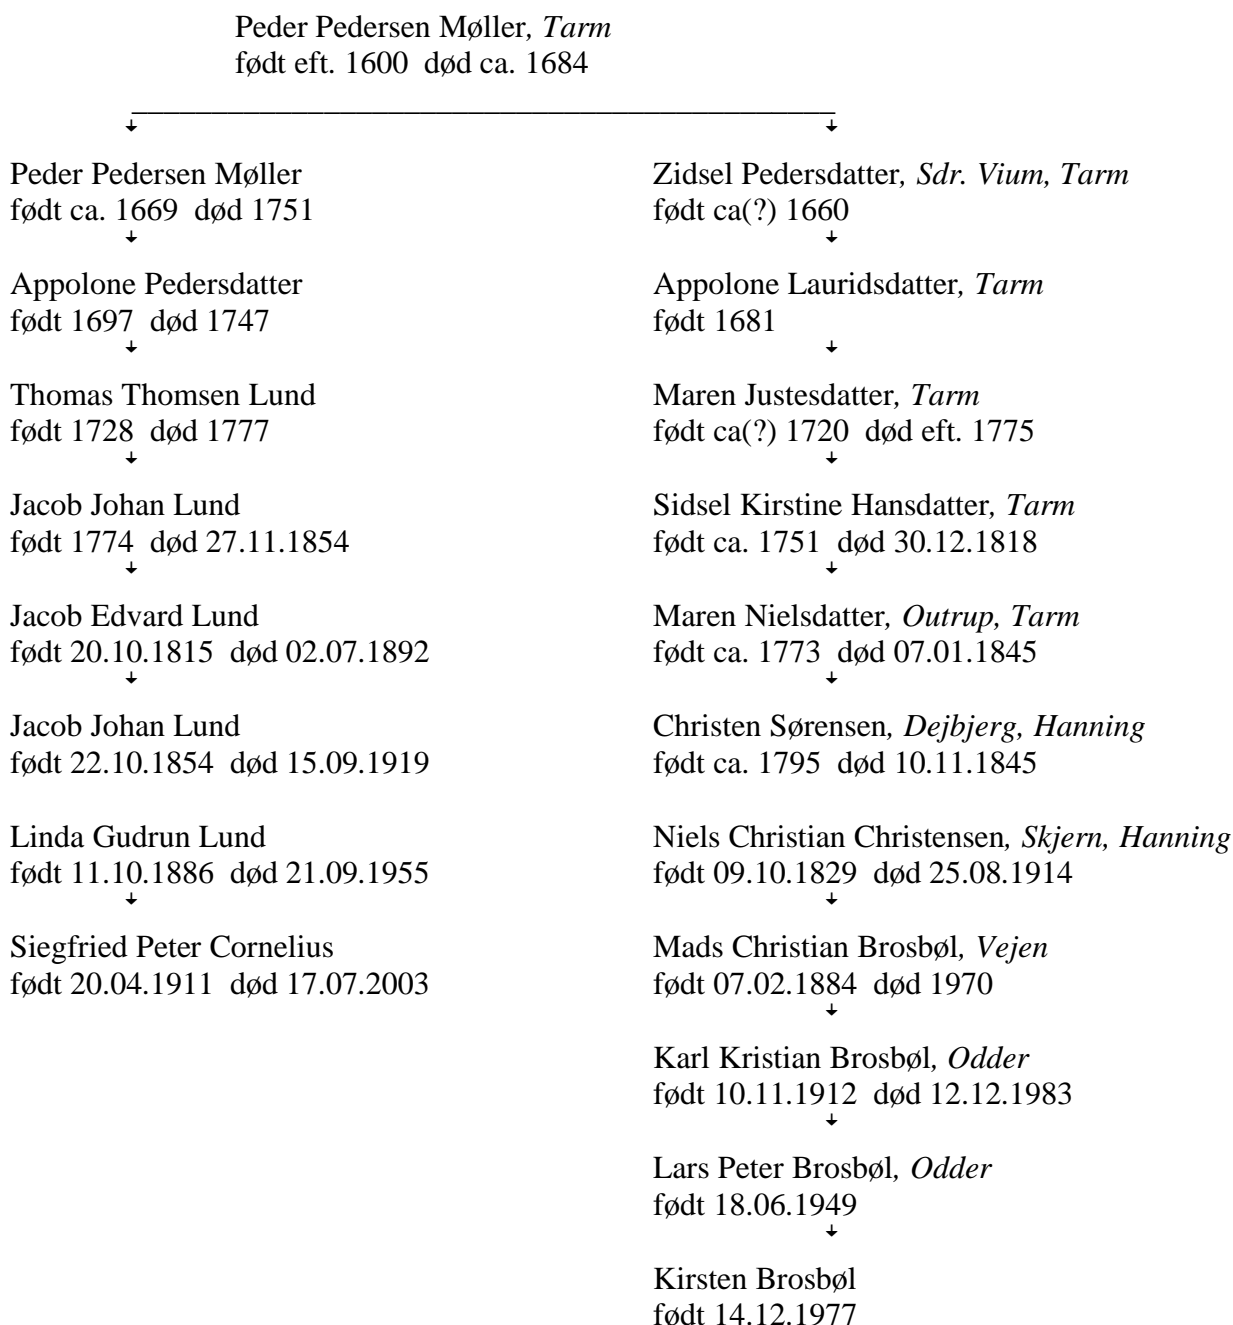 Peder Pedersen Møller, Tarm
født eft. 1600 død ca. 1684
Peder Pedersen Møller
født ca. 1669 død 1751
Appolone Pedersdatter
født 1697 død 1747
Thomas Thomsen Lund
født 1728 død 1777
Jacob Johan Lund
født 1774 død 27.11.1854
Jacob Edvard Lund
født 20.10.1815 død 02.07.1892
Jacob Johan Lund
født 22.10.1854 død 15.09.1919
Linda Gudrun Lund
født 11.10.1886 død 21.09.1955
Siegfried Peter Cornelius
født 20.04.1911 død 17.07.2003
Zidsel Pedersdatter, Sdr. Vium, Tarm
født ca(?) 1660
Appolone Lauridsdatter, Tarm
født 1681
Maren Justesdatter, Tarm
født ca(?) 1720 død eft. 1775
Sidsel Kirstine Hansdatter, Tarm
født ca. 1751 død 30.12.1818
Maren Nielsdatter, Outrup, Tarm
født ca. 1773 død 07.01.1845
Christen Sørensen, Dejbjerg, Hanning
født ca. 1795 død 10.11.1845
Niels Christian Christensen, Skjern, Hanning
født 09.10.1829 død 25.08.1914
Mads Christian Brosbøl, Vejen
født 07.02.1884 død 1970
Karl Kristian Brosbøl, Odder
født 10.11.1912 død 12.12.1983
Lars Peter Brosbøl, Odder
født 18.06.1949
Kirsten Brosbøl
født 14.12.1977